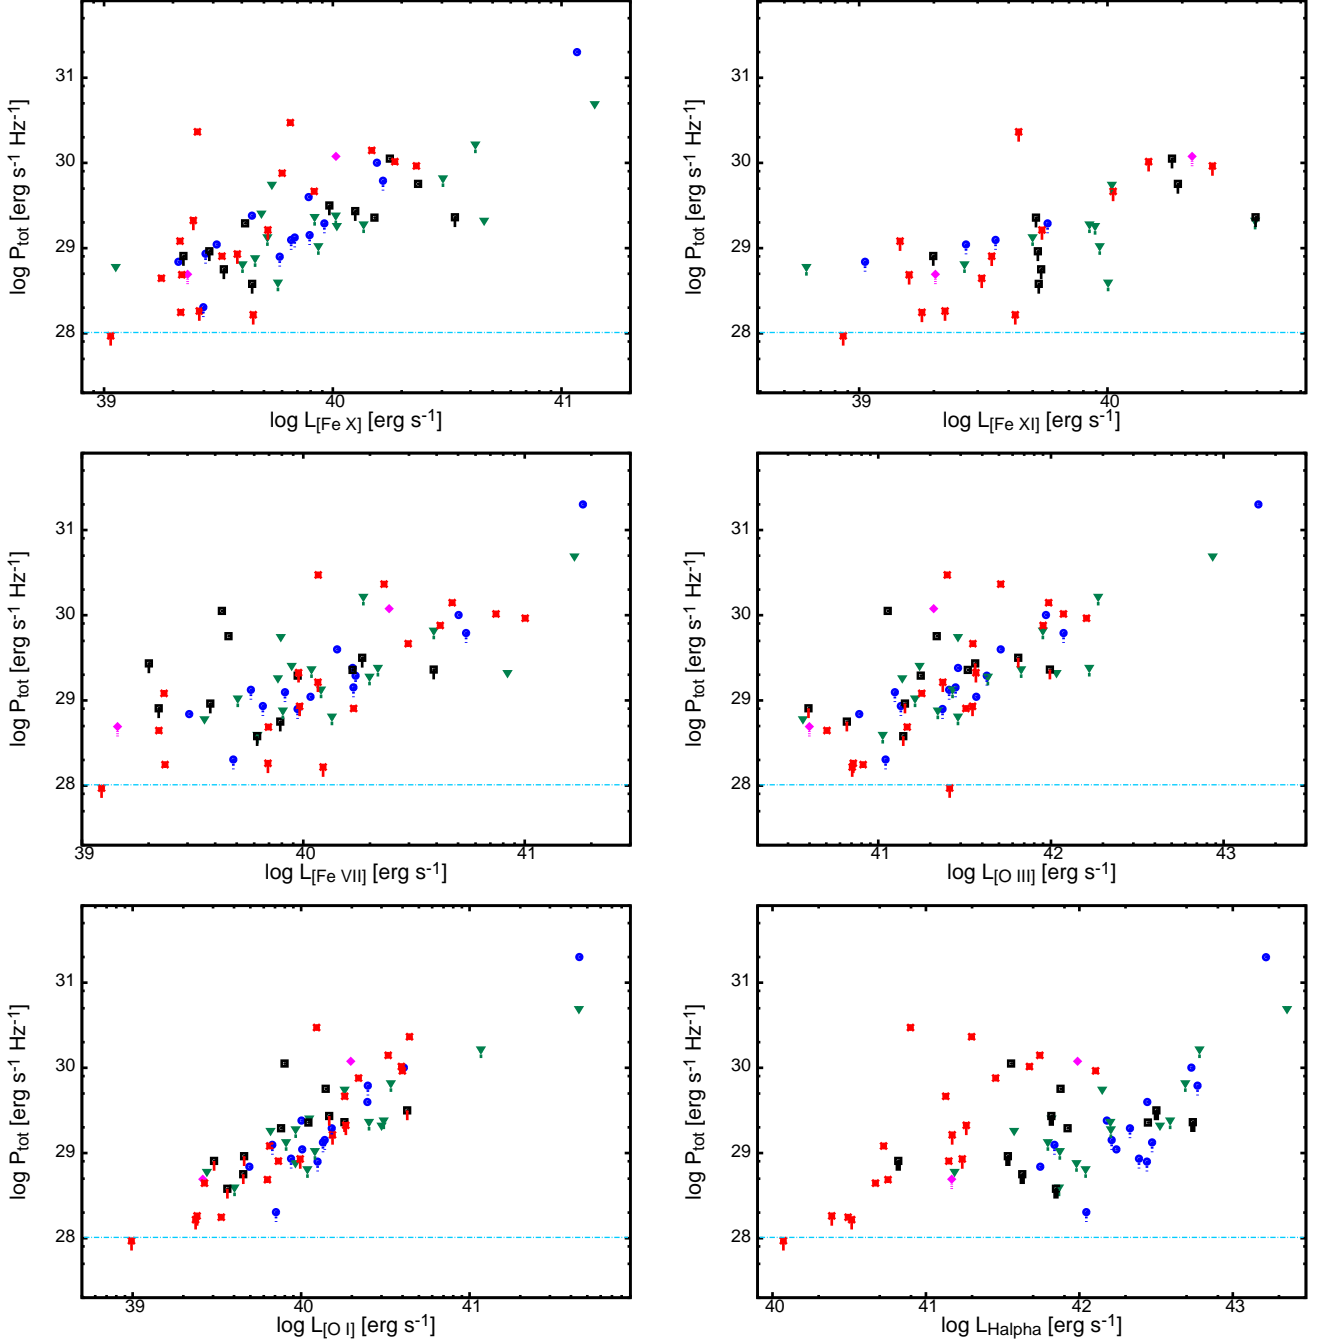 31
30
29
28
log P_tot [erg s^-1 Hz^-1]
39 40 41
log L_[Fe X] [erg s^-1]
31
30
29
28
log P_tot [erg s^-1 Hz^-1]
39 40
log L_[Fe XI] [erg s^-1]
31
30
29
28
log P_tot [erg s^-1 Hz^-1]
39 40 41
log L_[Fe VII] [erg s^-1]
31
30
29
28
log P_tot [erg s^-1 Hz^-1]
41 42 43
log L_[O III] [erg s^-1]
31
30
29
28
log P_tot [erg s^-1 Hz^-1]
39 40 41
log L_[O I] [erg s^-1]
31
30
29
28
log P_tot [erg s^-1 Hz^-1]
40 41 42 43
log L_Halpha [erg s^-1]